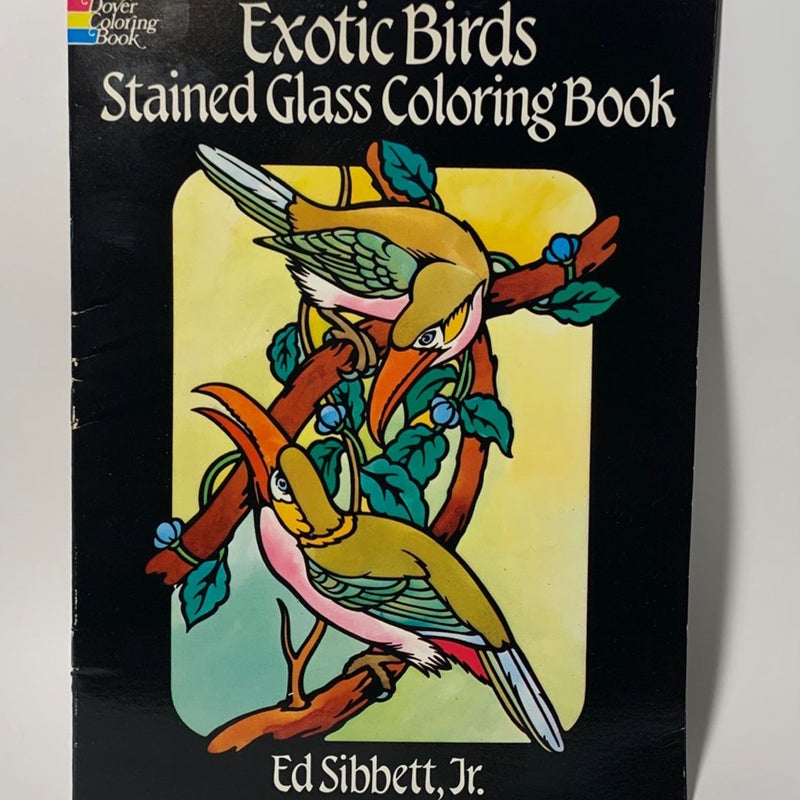 Dover
Coloring
Book
Exotic Birds
Stained Glass Coloring Book
Ed Sibbett, Jr.